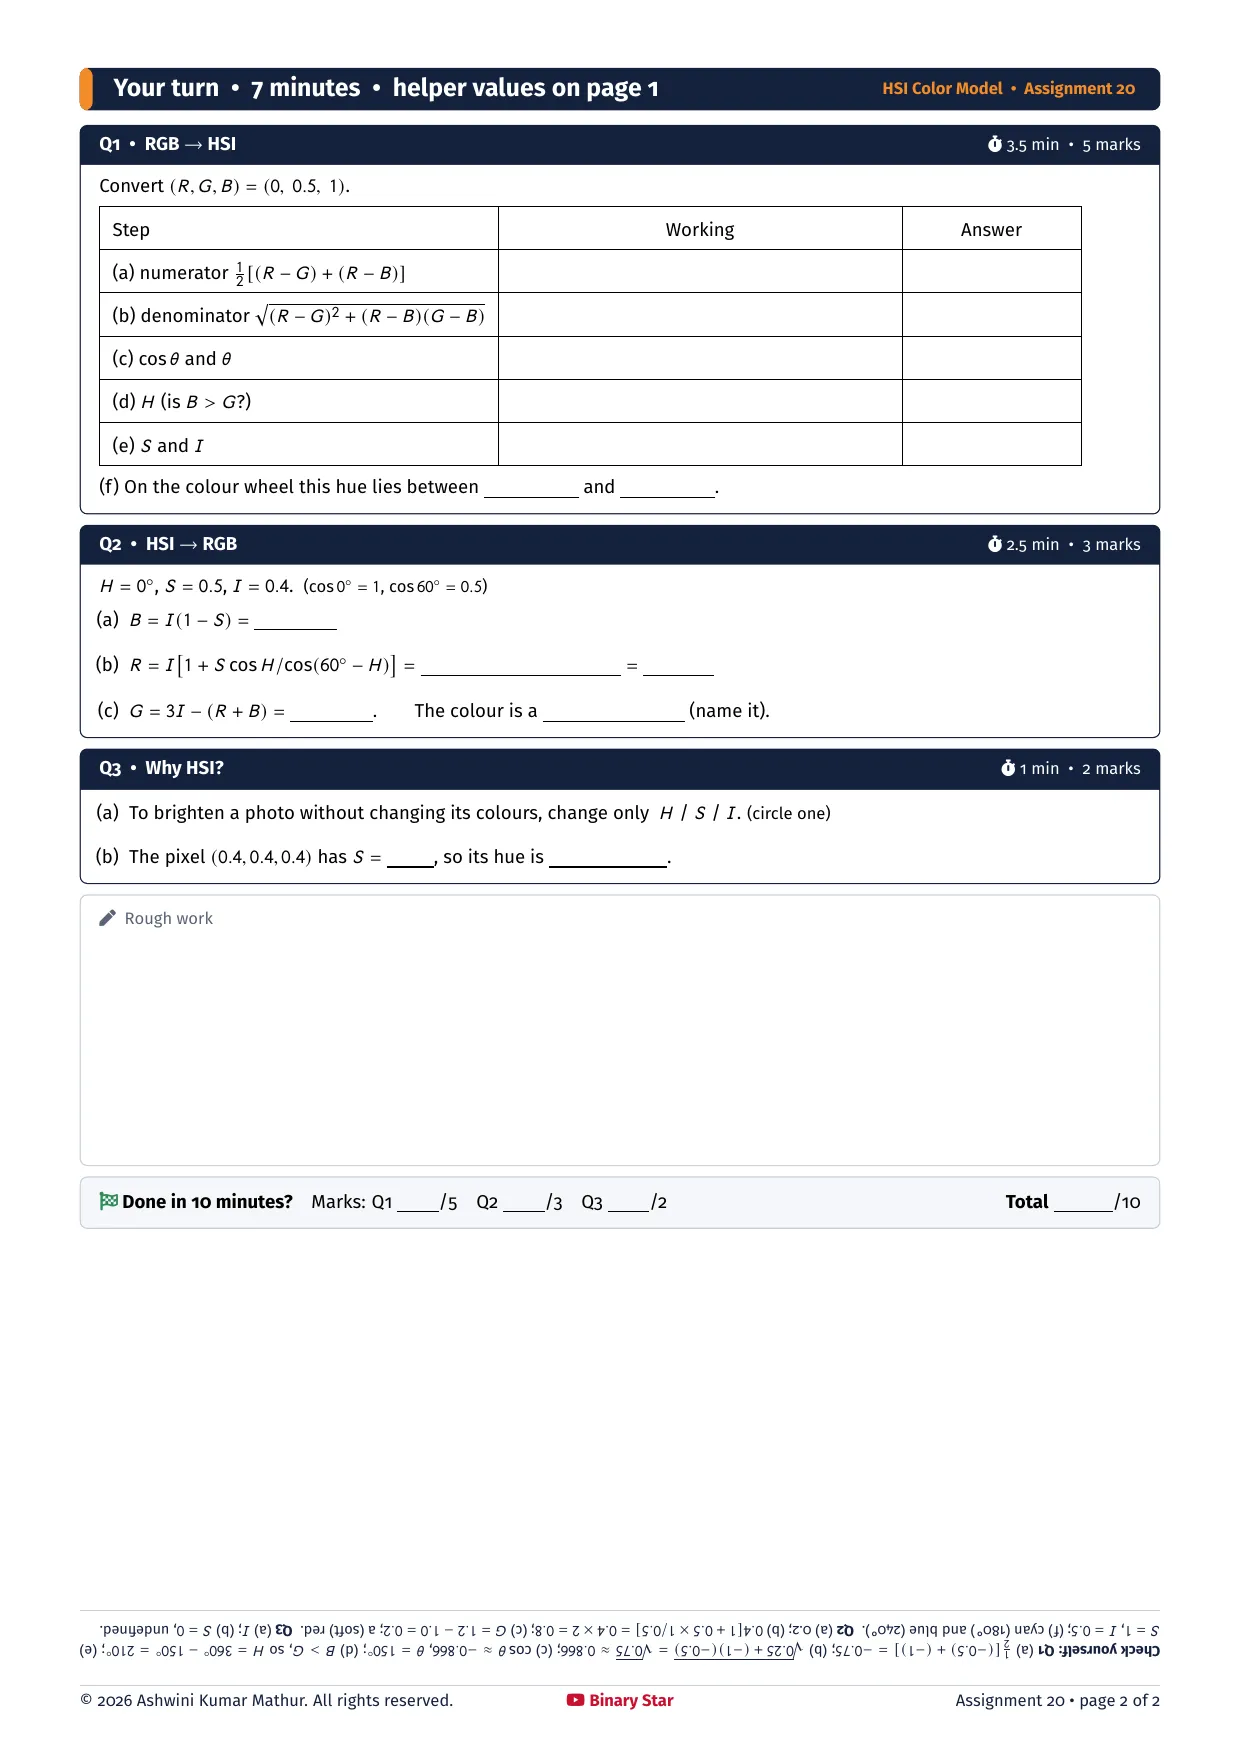 Your turn • 7 minutes • helper values on page 1
HSI Color Model • Assignment 20
Q1 • RGB → HSI
3.5 min • 5 marks
Convert (R, G, B) = (0, 0.5, 1).
Step Working Answer
(a) numerator ½[(R − G) + (R − B)]
(b) denominator √((R − G)² + (R − B)(G − B))
(c) cos θ and θ
(d) H (is B > G?)
(e) S and I
(f) On the colour wheel this hue lies between ________ and ________.
Q2 • HSI → RGB
2.5 min • 3 marks
H = 0°, S = 0.5, I = 0.4. (cos 0° = 1, cos 60° = 0.5)
(a) B = I(1 − S) = ________
(b) R = I[1 + S cos H/cos(60° − H)] = ________________ = ______
(c) G = 3I − (R + B) = ________. The colour is a ____________ (name it).
Q3 • Why HSI?
1 min • 2 marks
(a) To brighten a photo without changing its colours, change only H / S / I. (circle one)
(b) The pixel (0.4, 0.4, 0.4) has S = ____, so its hue is __________.
Rough work
Done in 10 minutes? Marks: Q1 ____/5 Q2 ____/3 Q3 ____/2
Total ______/10
Check yourself: Q1 (a) ½[(−0.5) + (−1)] = −0.75; (b) √(0.25 + (−1)(−0.5)) = √0.75 ≈ 0.866; (c) cos θ ≈ −0.866, θ = 150°; (d) B > G, so H = 360° − 150° = 210°; (e)
S = 1, I = 0.5; (f) cyan (180°) and blue (240°). Q2 (a) 0.2; (b) 0.4[1 + 0.5 × 1/0.5] = 0.4 × 2 = 0.8; (c) G = 1.2 − 1.0 = 0.2; a (soft) red. Q3 (a) I; (b) S = 0, undefined.
© 2026 Ashwini Kumar Mathur. All rights reserved.
Binary Star
Assignment 20 • page 2 of 2